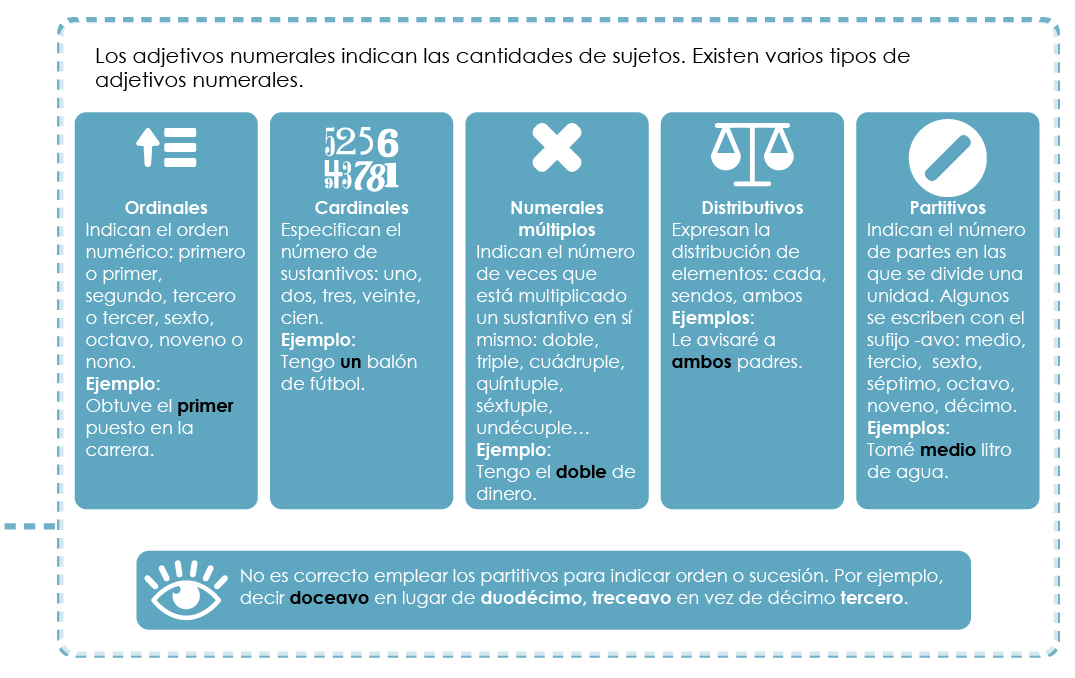 Los adjetivos numerales indican las cantidades de sujetos. Existen varios tipos de
adjetivos numerales.
Ordinales
Indican el orden
numérico: primero
o primer,
segundo, tercero
o tercer, sexto,
octavo, noveno o
nono.
Ejemplo:
Obtuve el primer
puesto en la
carrera.
5256
43781
93
Cardinales
Especifican el
número de
sustantivos: uno,
dos, tres, veinte,
cien.
Ejemplo:
Tengo un balón
de fútbol.
Numerales
múltiplos
Indican el número
de veces que
está multiplicado
un sustantivo en sí
mismo: doble,
triple, cuádruple,
quíntuple,
séxtuple,
undécuple…
Ejemplo:
Tengo el doble de
dinero.
Distributivos
Expresan la
distribución de
elementos: cada,
sendos, ambos
Ejemplos:
Le avisaré a
ambos padres.
Partitivos
Indican el número
de partes en las
que se divide una
unidad. Algunos
se escriben con el
sufijo -avo: medio,
tercio,  sexto,
séptimo, octavo,
noveno, décimo.
Ejemplos:
Tomé medio litro
de agua.
No es correcto emplear los partitivos para indicar orden o sucesión. Por ejemplo,
decir doceavo en lugar de duodécimo, treceavo en vez de décimo tercero.